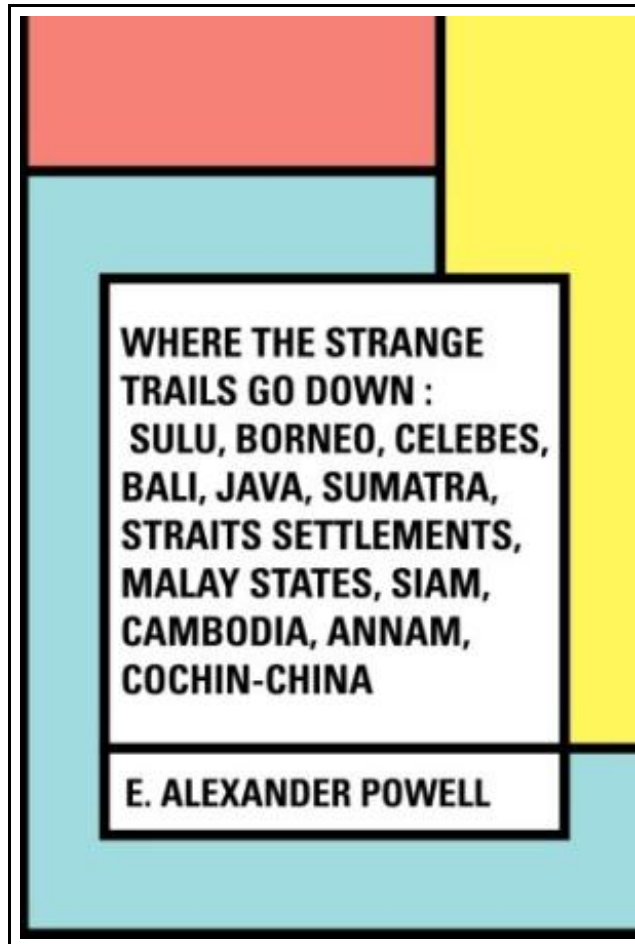 WHERE THE STRANGE
TRAILS GO DOWN :
SULU, BORNEO, CELEBES,
BALI, JAVA, SUMATRA,
STRAITS SETTLEMENTS,
MALAY STATES, SIAM,
CAMBODIA, ANNAM,
COCHIN-CHINA
E. ALEXANDER POWELL